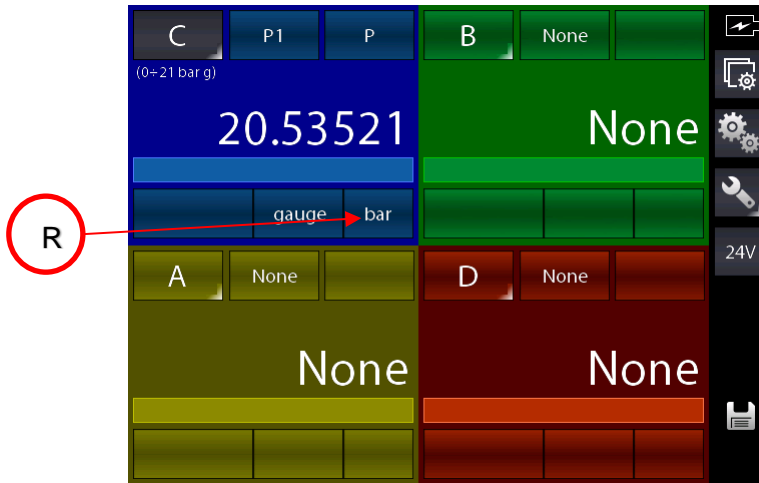 C P1 P
(0÷21 bar g)
20.53521
gauge bar
B None
None
R
A None
None
D None
None
24V